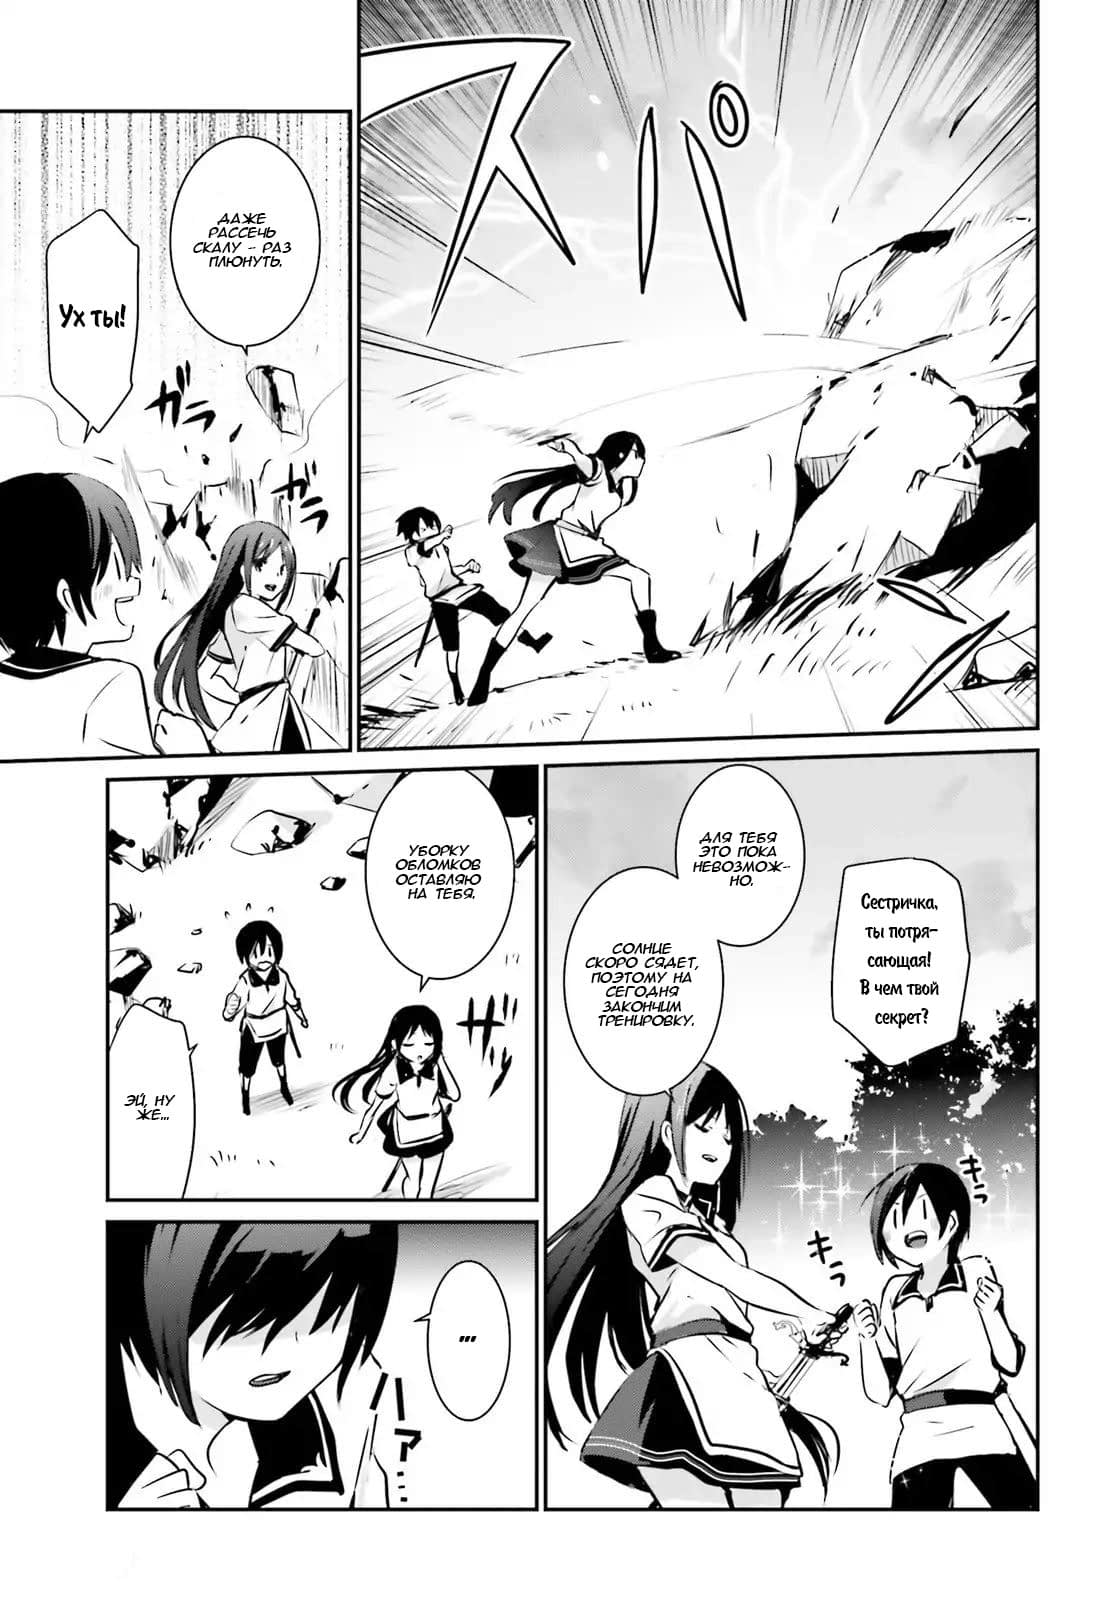 スパッ
ДАЖЕ
РАССЕЧЬ
СКАЛУ - РАЗ
ПЛЮНУТЬ.
УХ ТЫ!
ガラ
ガラ
Сестричка,
ты потря-
сающая!
В чем твой
секрет?
ДЛЯ ТЕБЯ
ЭТО ПОКА
НЕВОЗМОЖ-
НО.
СОЛНЦЕ
СКОРО СЯДЕТ,
ПОЭТОМУ НА
СЕГОДНЯ
ЗАКОНЧИМ
ТРЕНИРОВКУ.
キラ
キラ
УБОРКУ
ОБЛОМКОВ
ОСТАВЛЯЮ
НА ТЕБЯ.
ЭЙ, НУ
ЖЕ...
...
ハァ…